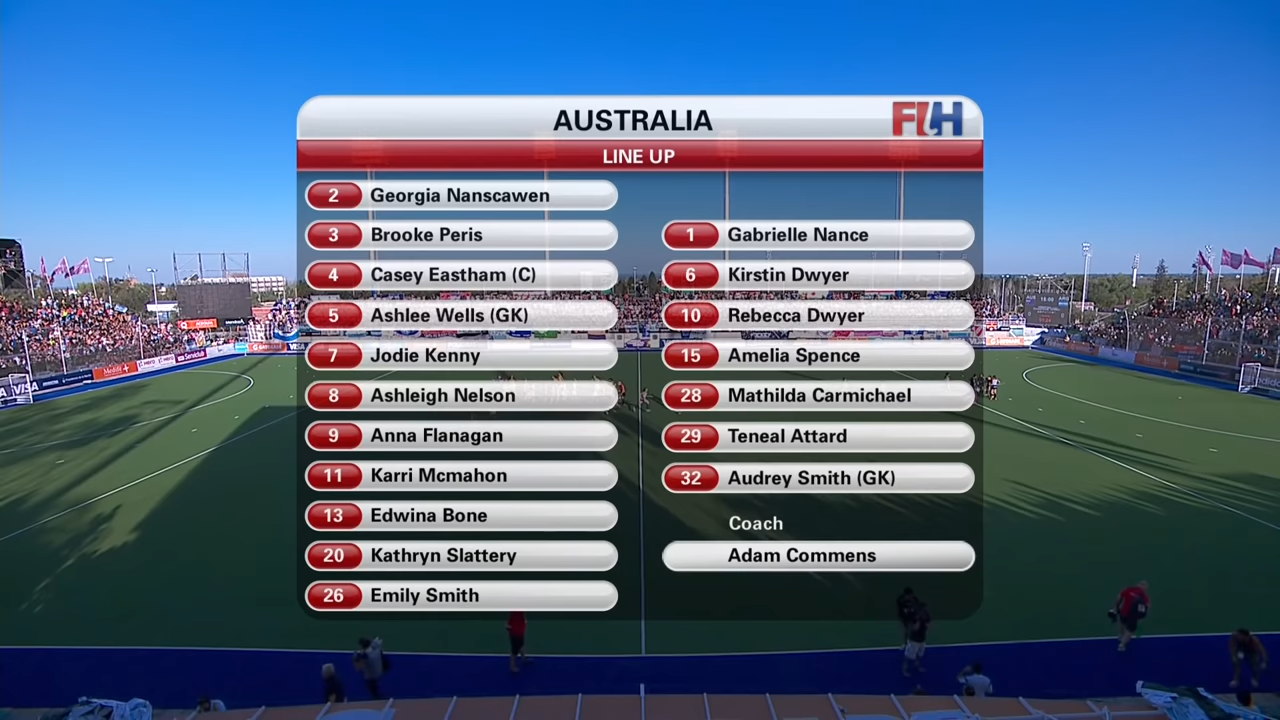 AUSTRALIA
FIH
LINE UP
2 Georgia Nanscawen
3 Brooke Peris
4 Casey Eastham (C)
5 Ashlee Wells (GK)
7 Jodie Kenny
8 Ashleigh Nelson
9 Anna Flanagan
11 Karri Mcmahon
13 Edwina Bone
20 Kathryn Slattery
26 Emily Smith
1 Gabrielle Nance
6 Kirstin Dwyer
10 Rebecca Dwyer
15 Amelia Spence
28 Mathilda Carmichael
29 Teneal Attard
32 Audrey Smith (GK)
Coach
Adam Commens
VISA